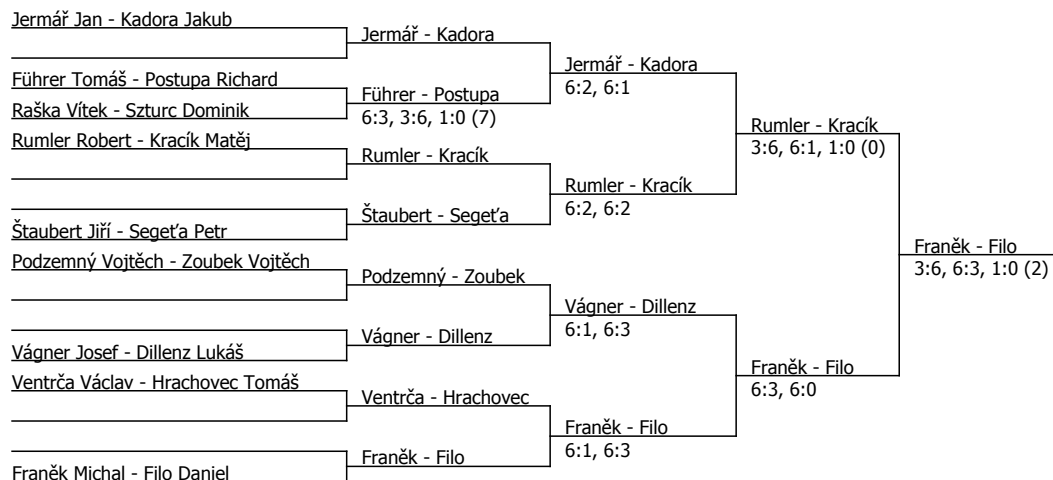 Jermář Jan - Kadora Jakub
Führer Tomáš - Postupa Richard
Raška Vítek - Szturc Dominik
Rumler Robert - Kracík Matěj
Štaubert Jiří - Segeťa Petr
Podzemný Vojtěch - Zoubek Vojtěch
Vágner Josef - Dillenz Lukáš
Ventrča Václav - Hrachovec Tomáš
Franěk Michal - Filo Daniel
Jermář - Kadora
Führer - Postupa
6:3, 3:6, 1:0 (7)
Rumler - Kracík
Štaubert - Segeťa
Podzemný - Zoubek
Vágner - Dillenz
Ventrča - Hrachovec
Franěk - Filo
Jermář - Kadora
6:2, 6:1
Rumler - Kracík
6:2, 6:2
Vágner - Dillenz
6:1, 6:3
Franěk - Filo
6:1, 6:3
Rumler - Kracík
3:6, 6:1, 1:0 (0)
Franěk - Filo
6:3, 6:0
Franěk - Filo
3:6, 6:3, 1:0 (2)